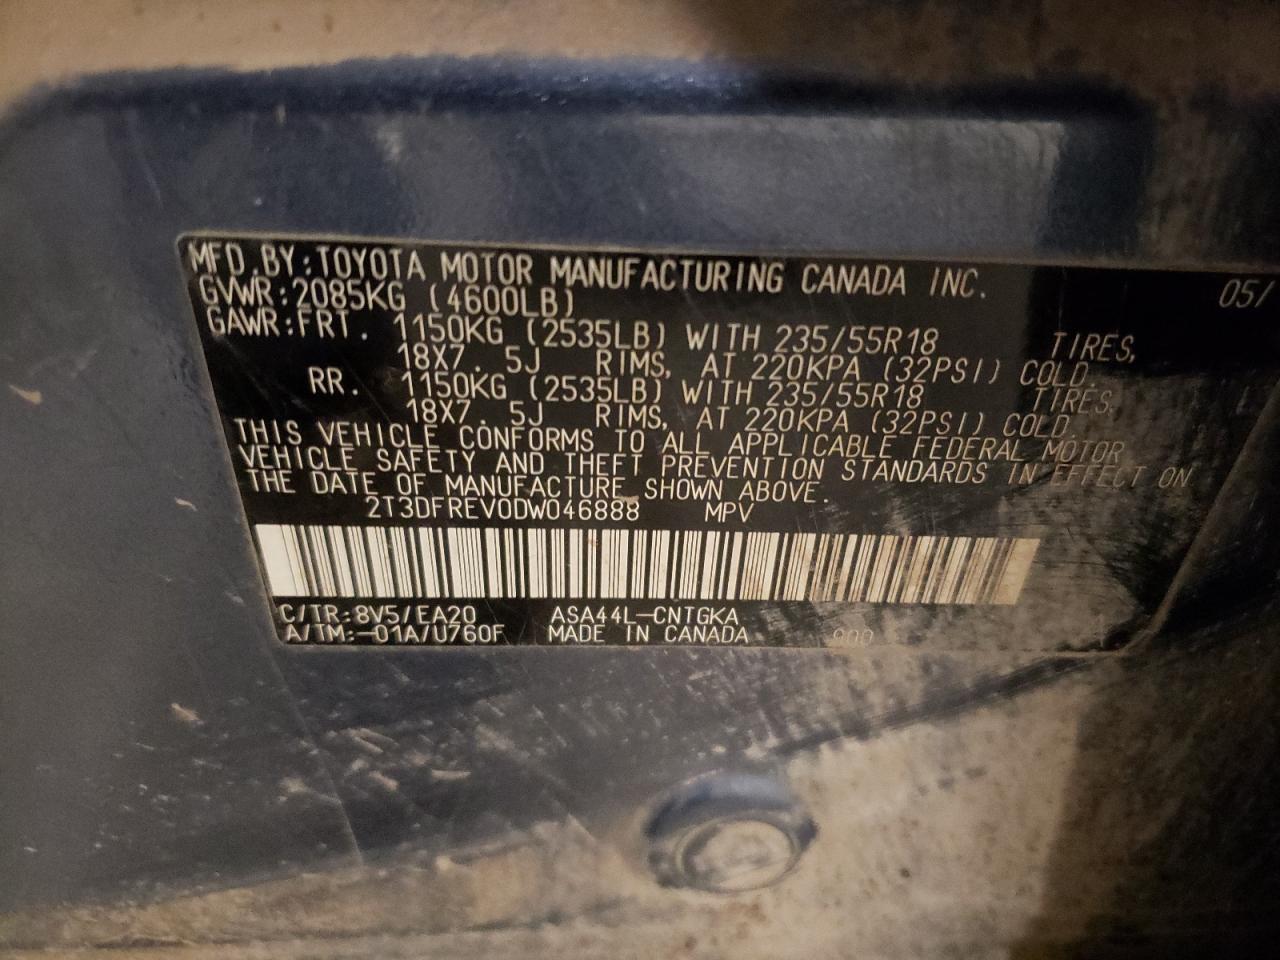 MFD.BY:TOYOTA MOTOR MANUFACTURING CANADA INC. 05/
GVWR:2085KG (4600LB)
GAWR:FRT. 1150KG (2535LB) WITH 235/55R18 TIRES,
18X7.5J RIMS, AT 220KPA (32PSI) COLD.
RR. 1150KG (2535LB) WITH 235/55R18 TIRES,
18X7.5J RIMS, AT 220KPA (32PSI) COLD.
THIS VEHICLE CONFORMS TO ALL APPLICABLE FEDERAL MOTOR
VEHICLE SAFETY AND THEFT PREVENTION STANDARDS IN EFFECT ON
THE DATE OF MANUFACTURE SHOWN ABOVE.
2T3DFREV0DW046888 MPV
C/TR:8V5/EA20 ASA44L-CNTGKA
A/TM:-01A/U760F MADE IN CANADA 900